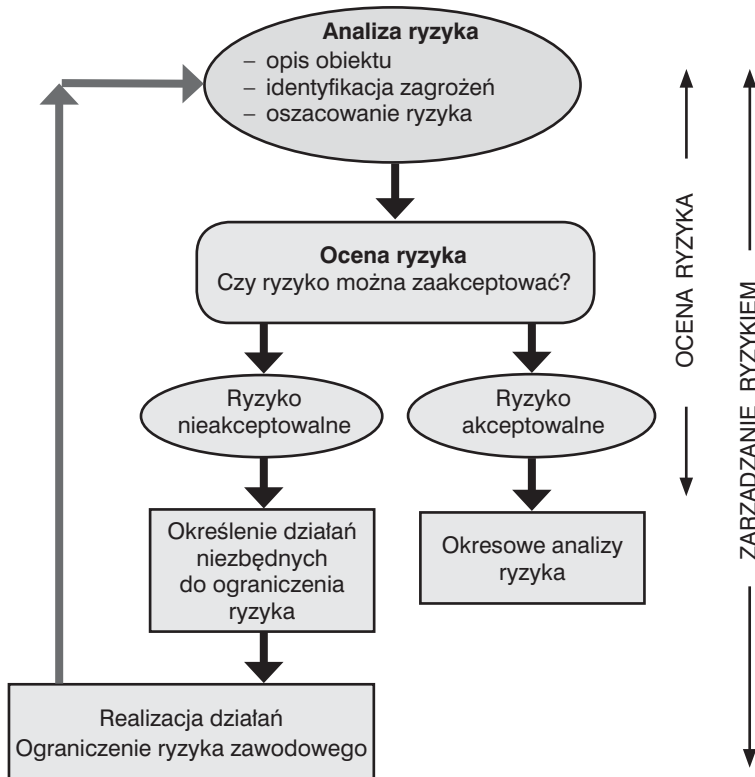 Analiza ryzyka
– opis obiektu
– identyfikacja zagrożeń
– oszacowanie ryzyka
Ocena ryzyka
Czy ryzyko można zaakceptować?
Ryzyko
nieakceptowalne
Ryzyko
akceptowalne
Określenie działań
niezbędnych
do ograniczenia
ryzyka
Okresowe analizy
ryzyka
Realizacja działań
Ograniczenie ryzyka zawodowego
OCENA RYZYKA
ZARZĄDZANIE RYZYKIEM